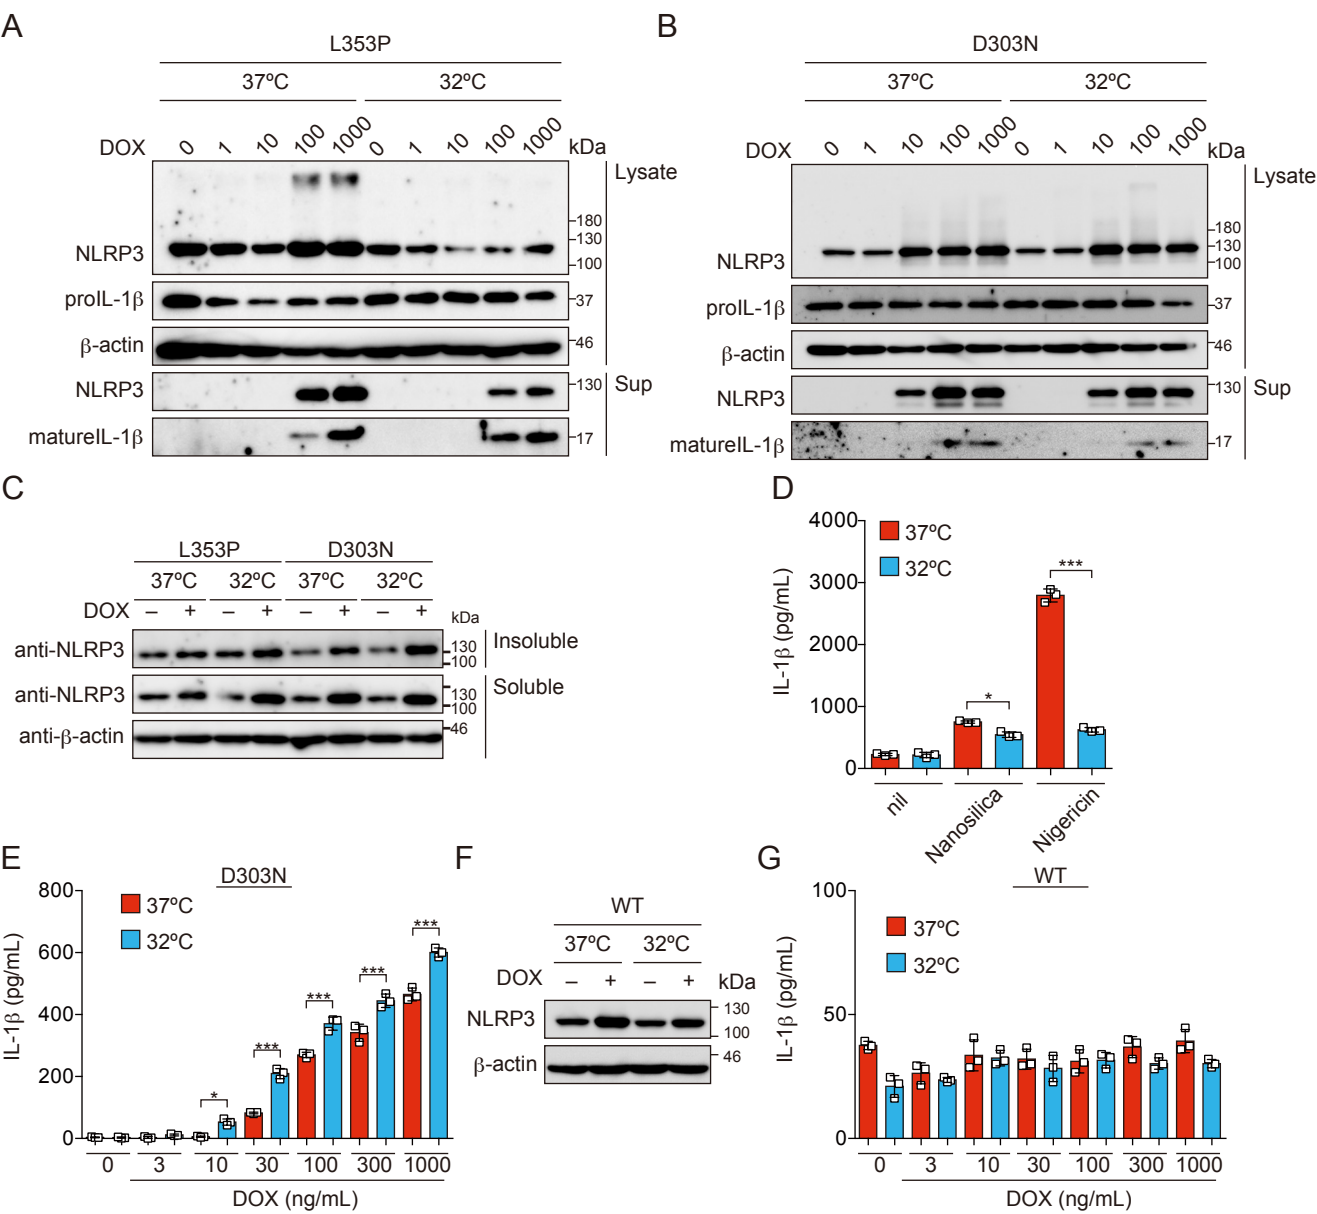 A
L353P
37ºC 32ºC
DOX 0 1 10 100 1000 0 1 10 100 1000 kDa
Lysate
180
130
NLRP3 100
proIL-1β 37
β-actin 46
NLRP3 130 Sup
matureIL-1β 17
B
D303N
37ºC 32ºC
DOX 0 1 10 100 1000 0 1 10 100 1000 kDa
Lysate
180
130
NLRP3 100
proIL-1β 37
β-actin 46
NLRP3 130 Sup
matureIL-1β 17
C
L353P D303N
37ºC 32ºC 37ºC 32ºC
DOX – + – + – + – + kDa
anti-NLRP3 130 Insoluble
100
anti-NLRP3 130 Soluble
100
anti-β-actin 46
D
IL-1β (pg/mL)
4000
3000
2000
1000
0
37ºC
32ºC
* ***
nil Nanosilica Nigericin
E
D303N
IL-1β (pg/mL)
800
600
400
200
0
37ºC
32ºC
* *** *** *** ***
0 3 10 30 100 300 1000
DOX (ng/mL)
F
WT
37ºC 32ºC
DOX – + – + kDa
NLRP3 130
100
β-actin 46
G
WT
IL-1β (pg/mL)
100
50
0
37ºC
32ºC
0 3 10 30 100 300 1000
DOX (ng/mL)